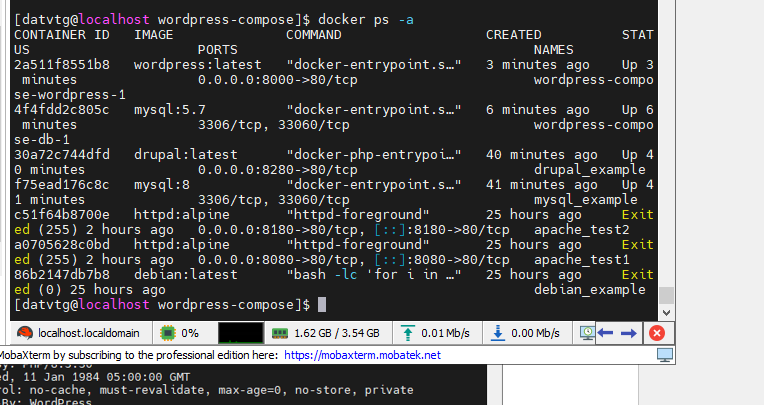 [datvtg@localhost wordpress-compose]$ docker ps -a
CONTAINER ID   IMAGE             COMMAND                  CREATED          STAT
US             PORTS                                     NAMES
2a511f8551b8   wordpress:latest   "docker-entrypoint.s…"   3 minutes ago    Up 3
 minutes       0.0.0.0:8000->80/tcp                      wordpress-compo
se-wordpress-1
4f4fdd2c805c   mysql:5.7          "docker-entrypoint.s…"   6 minutes ago    Up 6
 minutes       3306/tcp, 33060/tcp                       wordpress-compo
se-db-1
30a72c744dfd   drupal:latest      "docker-php-entrypoi…"   40 minutes ago   Up 4
0 minutes      0.0.0.0:8280->80/tcp                      drupal_example
f75ead176c8c   mysql:8            "docker-entrypoint.s…"   41 minutes ago   Up 4
1 minutes      3306/tcp, 33060/tcp                       mysql_example
c51f64b8700e   httpd:alpine       "httpd-foreground"       25 hours ago     Exit
ed (255) 2 hours ago   0.0.0.0:8180->80/tcp, [::]:8180->80/tcp   apache_test2
a0705628c0bd   httpd:alpine       "httpd-foreground"       25 hours ago     Exit
ed (255) 2 hours ago   0.0.0.0:8080->80/tcp, [::]:8080->80/tcp   apache_test1
86b2147db7b8   debian:latest      "bash -lc 'for i in …"   25 hours ago     Exit
ed (0) 25 hours ago                                      debian_example
[datvtg@localhost wordpress-compose]$
localhost.localdomain 0% 1.62 GB / 3.54 GB 0.01 Mb/s 0.00 Mb/s
MobaXterm by subscribing to the professional edition here: https://mobaxterm.mobatek.net
ed, 11 Jan 1984 05:00:00 GMT
rol: no-cache, must-revalidate, max-age=0, no-store, private
By: WordPress